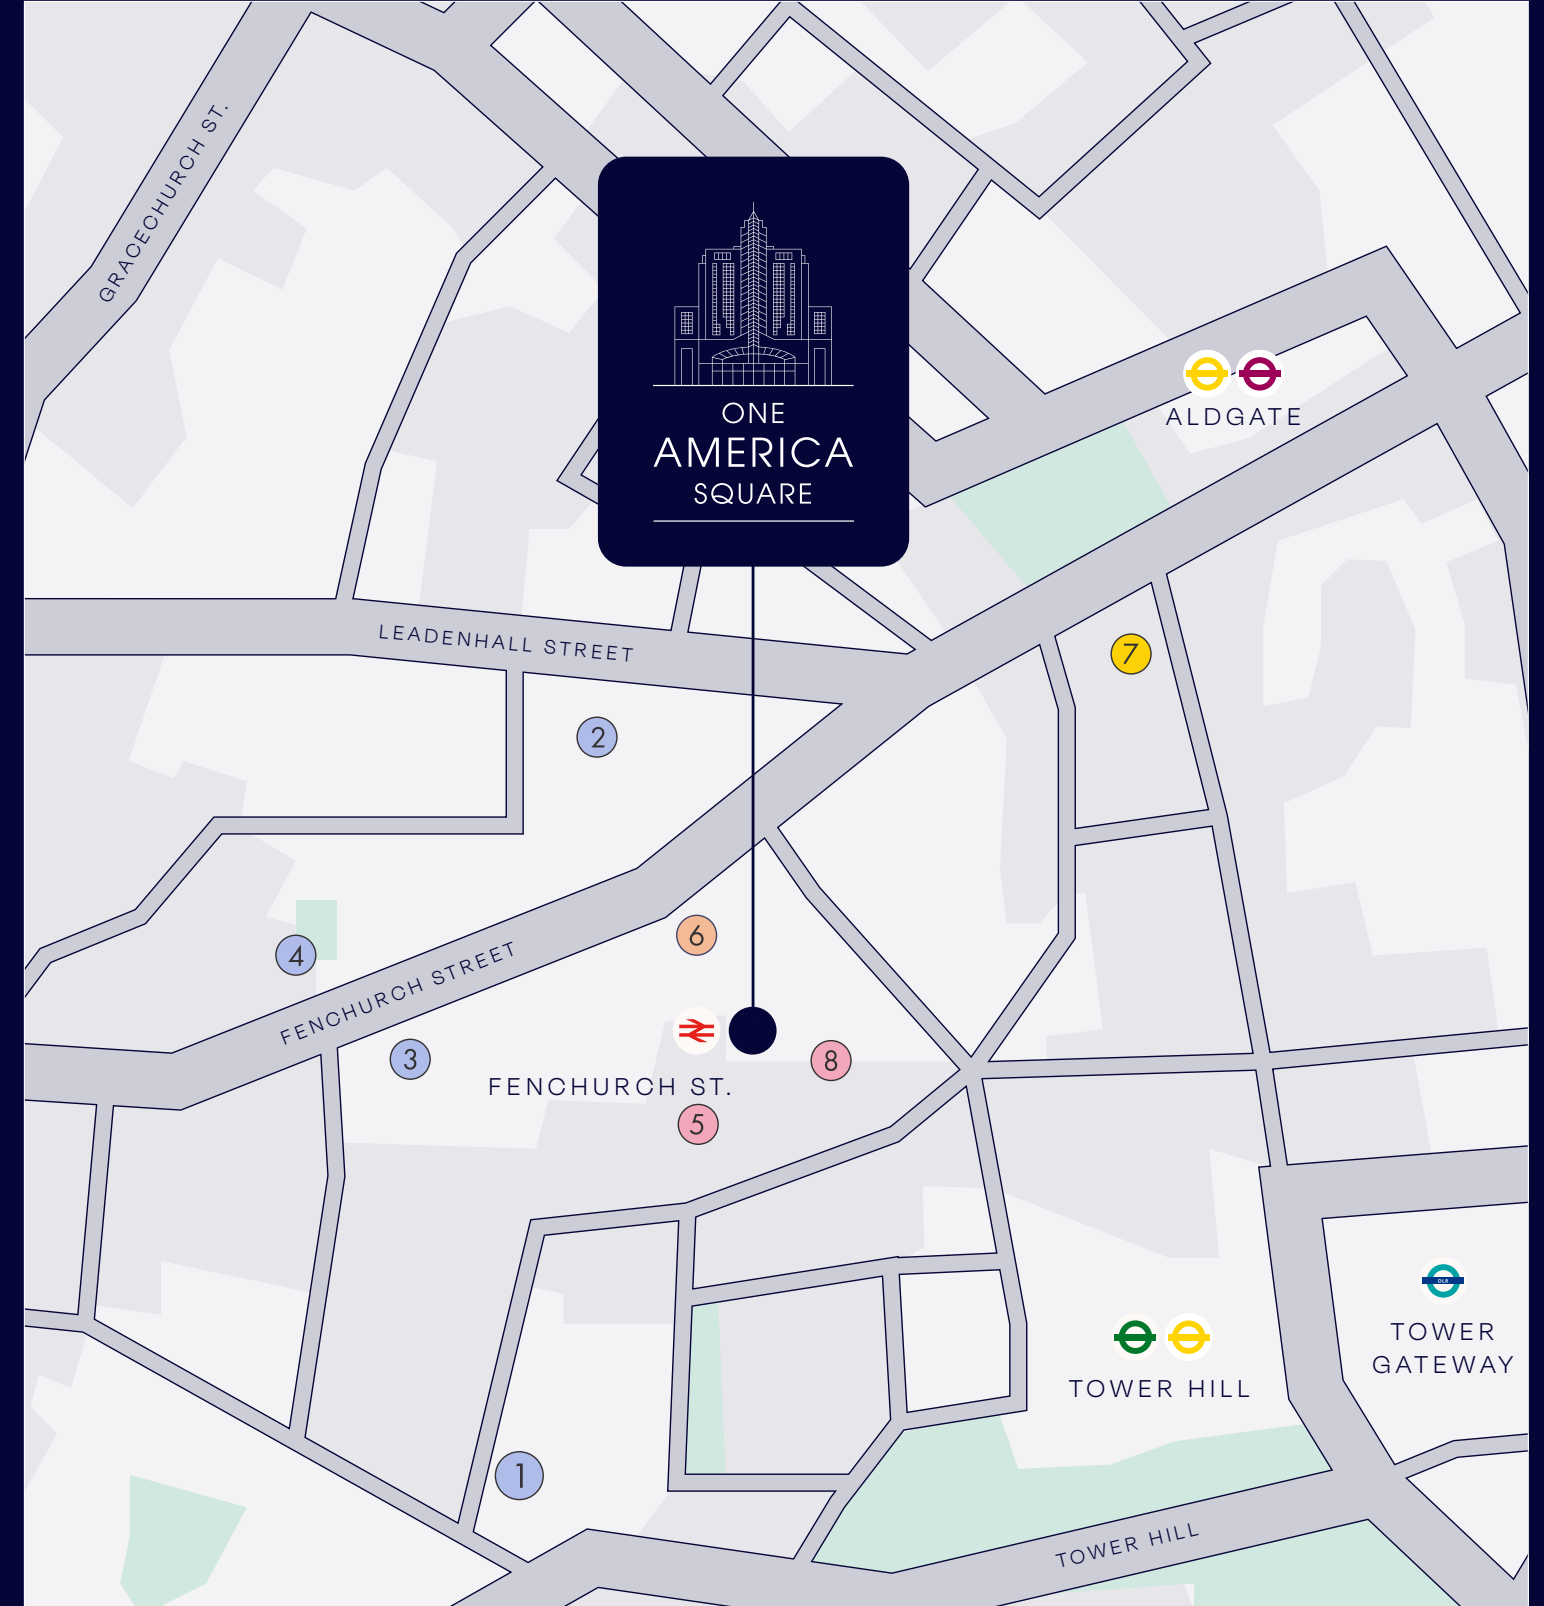 GRACECHURCH ST.
ONE
AMERICA
SQUARE
ALDGATE
LEADENHALL STREET
7
2
6
4
FENCHURCH STREET
3
8
FENCHURCH ST.
5
DLR
TOWER
GATEWAY
TOWER HILL
1
TOWER HILL